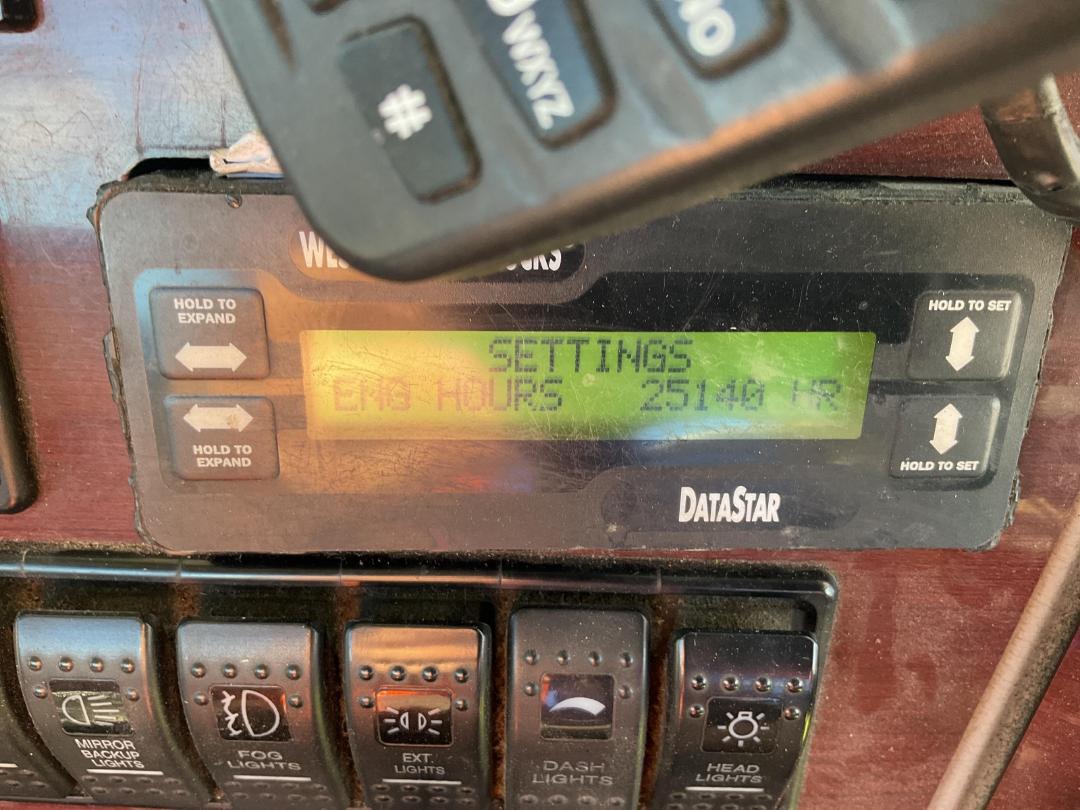 #
WXYZ
HOLD TO
EXPAND
HOLD TO SET
SETTINGS
ENG HOURS 25140 HR
HOLD TO
EXPAND
HOLD TO SET
DATASTAR
MIRROR
BACKUP
LIGHTS
FOG
LIGHTS
EXT.
LIGHTS
DASH
LIGHTS
HEAD
LIGHTS